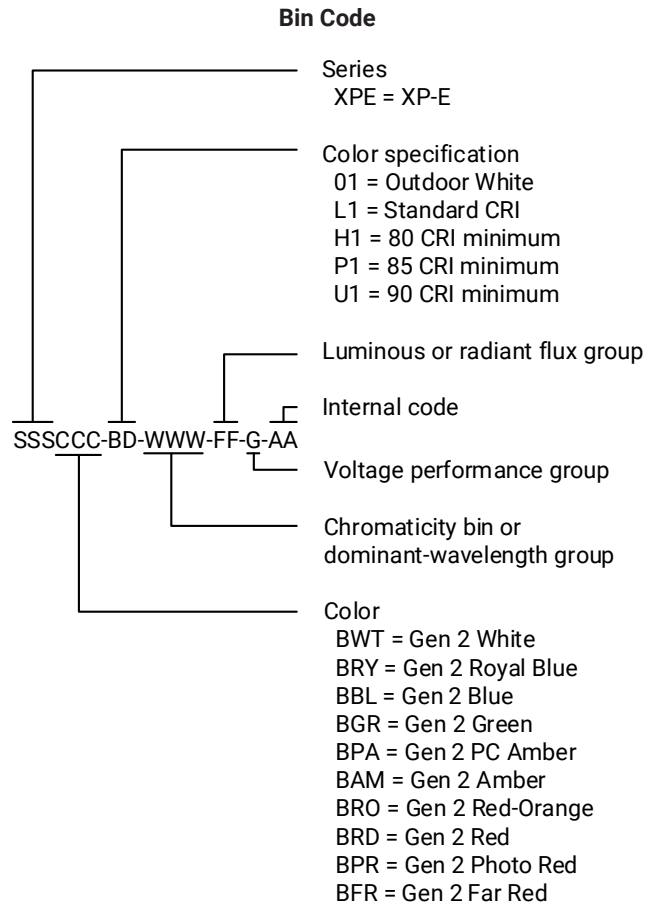 Bin Code
Series
XPE = XP-E
Color specification
01 = Outdoor White
L1 = Standard CRI
H1 = 80 CRI minimum
P1 = 85 CRI minimum
U1 = 90 CRI minimum
Luminous or radiant flux group
Internal code
SSSCCC-BD-WWW-FF-G-AA
Voltage performance group
Chromaticity bin or
dominant-wavelength group
Color
BWT = Gen 2 White
BRY = Gen 2 Royal Blue
BBL = Gen 2 Blue
BGR = Gen 2 Green
BPA = Gen 2 PC Amber
BAM = Gen 2 Amber
BRO = Gen 2 Red-Orange
BRD = Gen 2 Red
BPR = Gen 2 Photo Red
BFR = Gen 2 Far Red